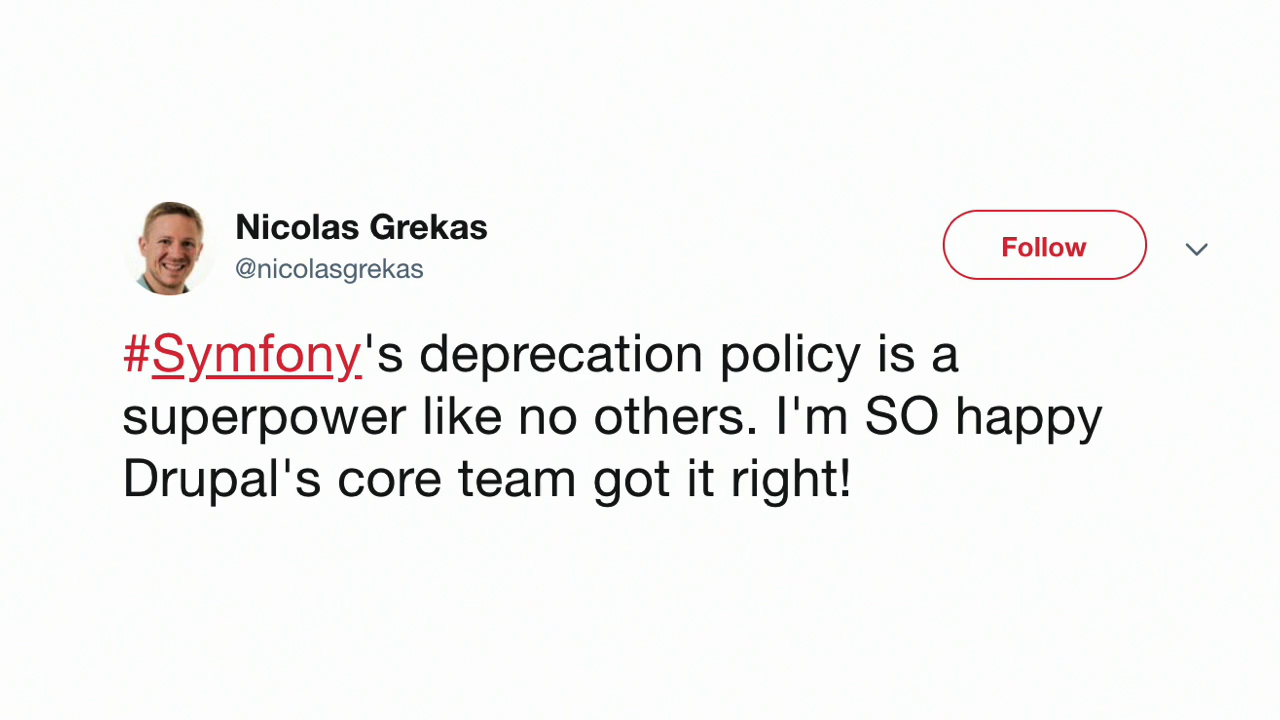 Nicolas Grekas
@nicolasgrekas
Follow
#Symfony's deprecation policy is a
superpower like no others. I'm SO happy
Drupal's core team got it right!